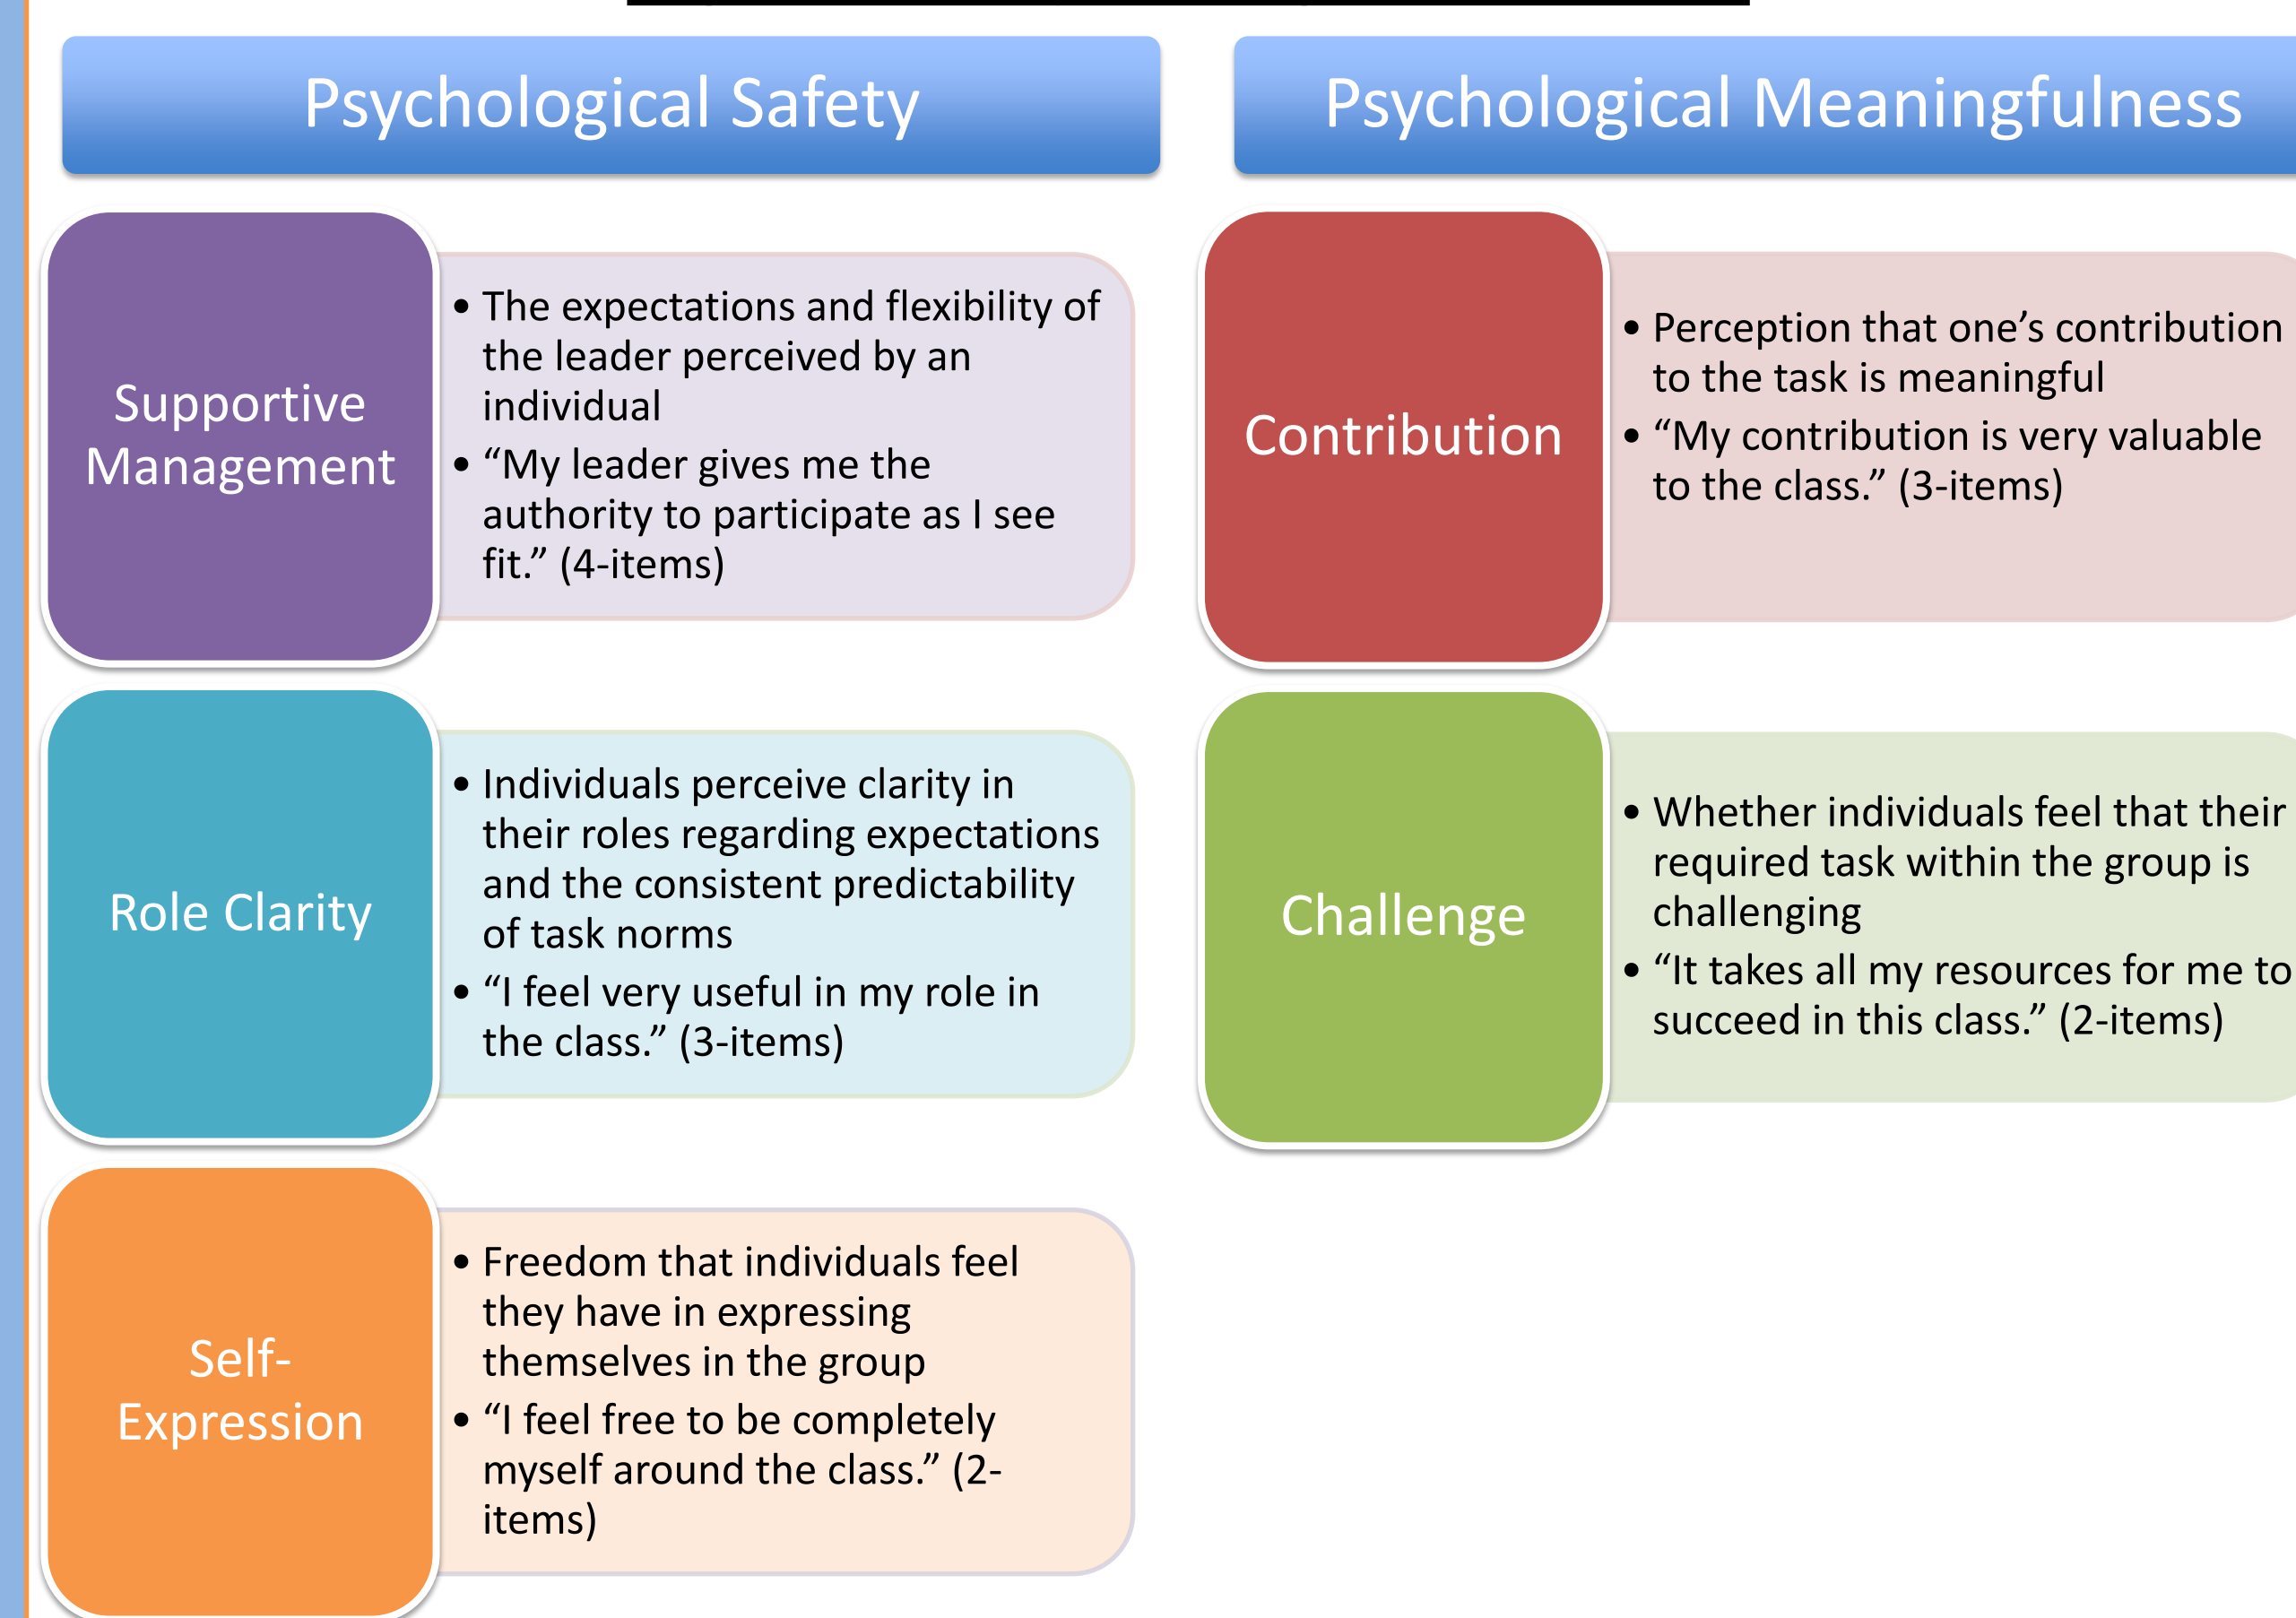 Psychological Safety
Supportive
Management
• The expectations and flexibility of
the leader perceived by an
individual
• “My leader gives me the
authority to participate as I see
fit.” (4-items)
Role Clarity
• Individuals perceive clarity in
their roles regarding expectations
and the consistent predictability
of task norms
• “I feel very useful in my role in
the class.” (3-items)
Self-
Expression
• Freedom that individuals feel
they have in expressing
themselves in the group
• “I feel free to be completely
myself around the class.” (2-
items)
Psychological Meaningfulness
Contribution
• Perception that one’s contribution
to the task is meaningful
• “My contribution is very valuable
to the class.” (3-items)
Challenge
• Whether individuals feel that their
required task within the group is
challenging
• “It takes all my resources for me to
succeed in this class.” (2-items)